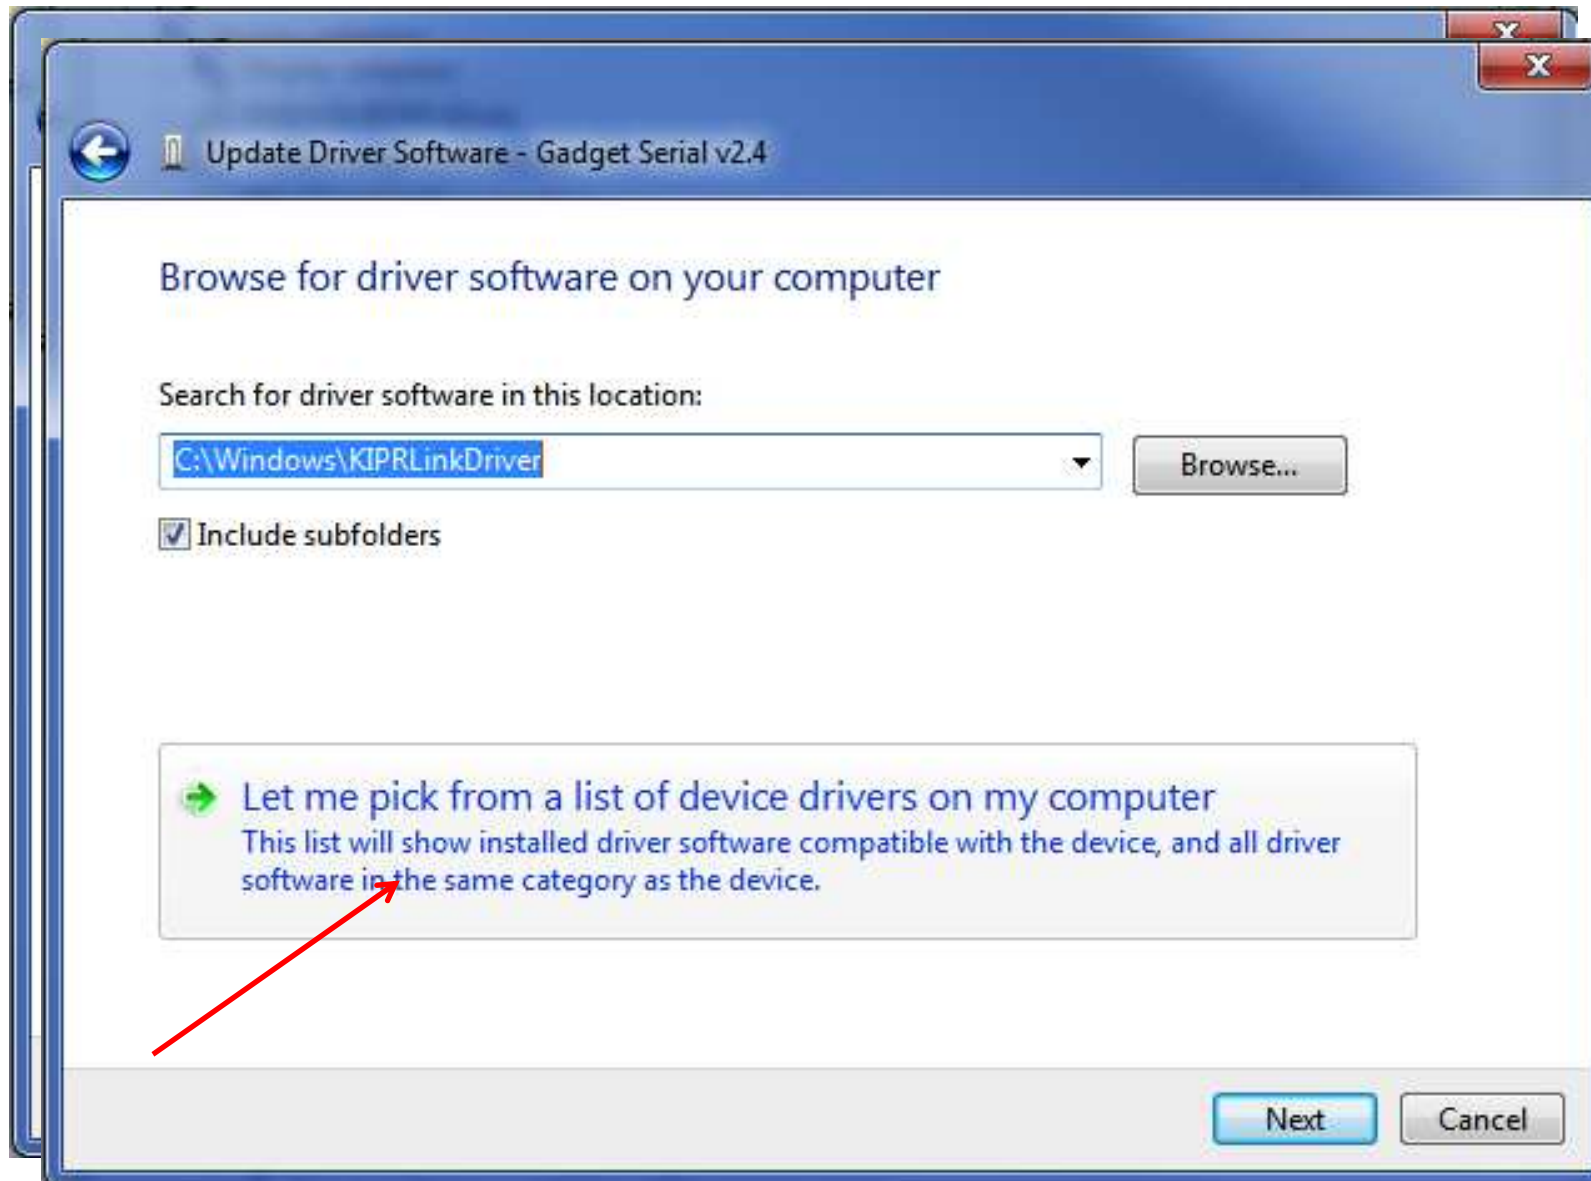 Update Driver Software - Gadget Serial v2.4
Browse for driver software on your computer
Search for driver software in this location:
C:\Windows\KIPRLinkDriver
Browse...
Include subfolders
Let me pick from a list of device drivers on my computer
This list will show installed driver software compatible with the device, and all driver
software in the same category as the device.
Next
Cancel